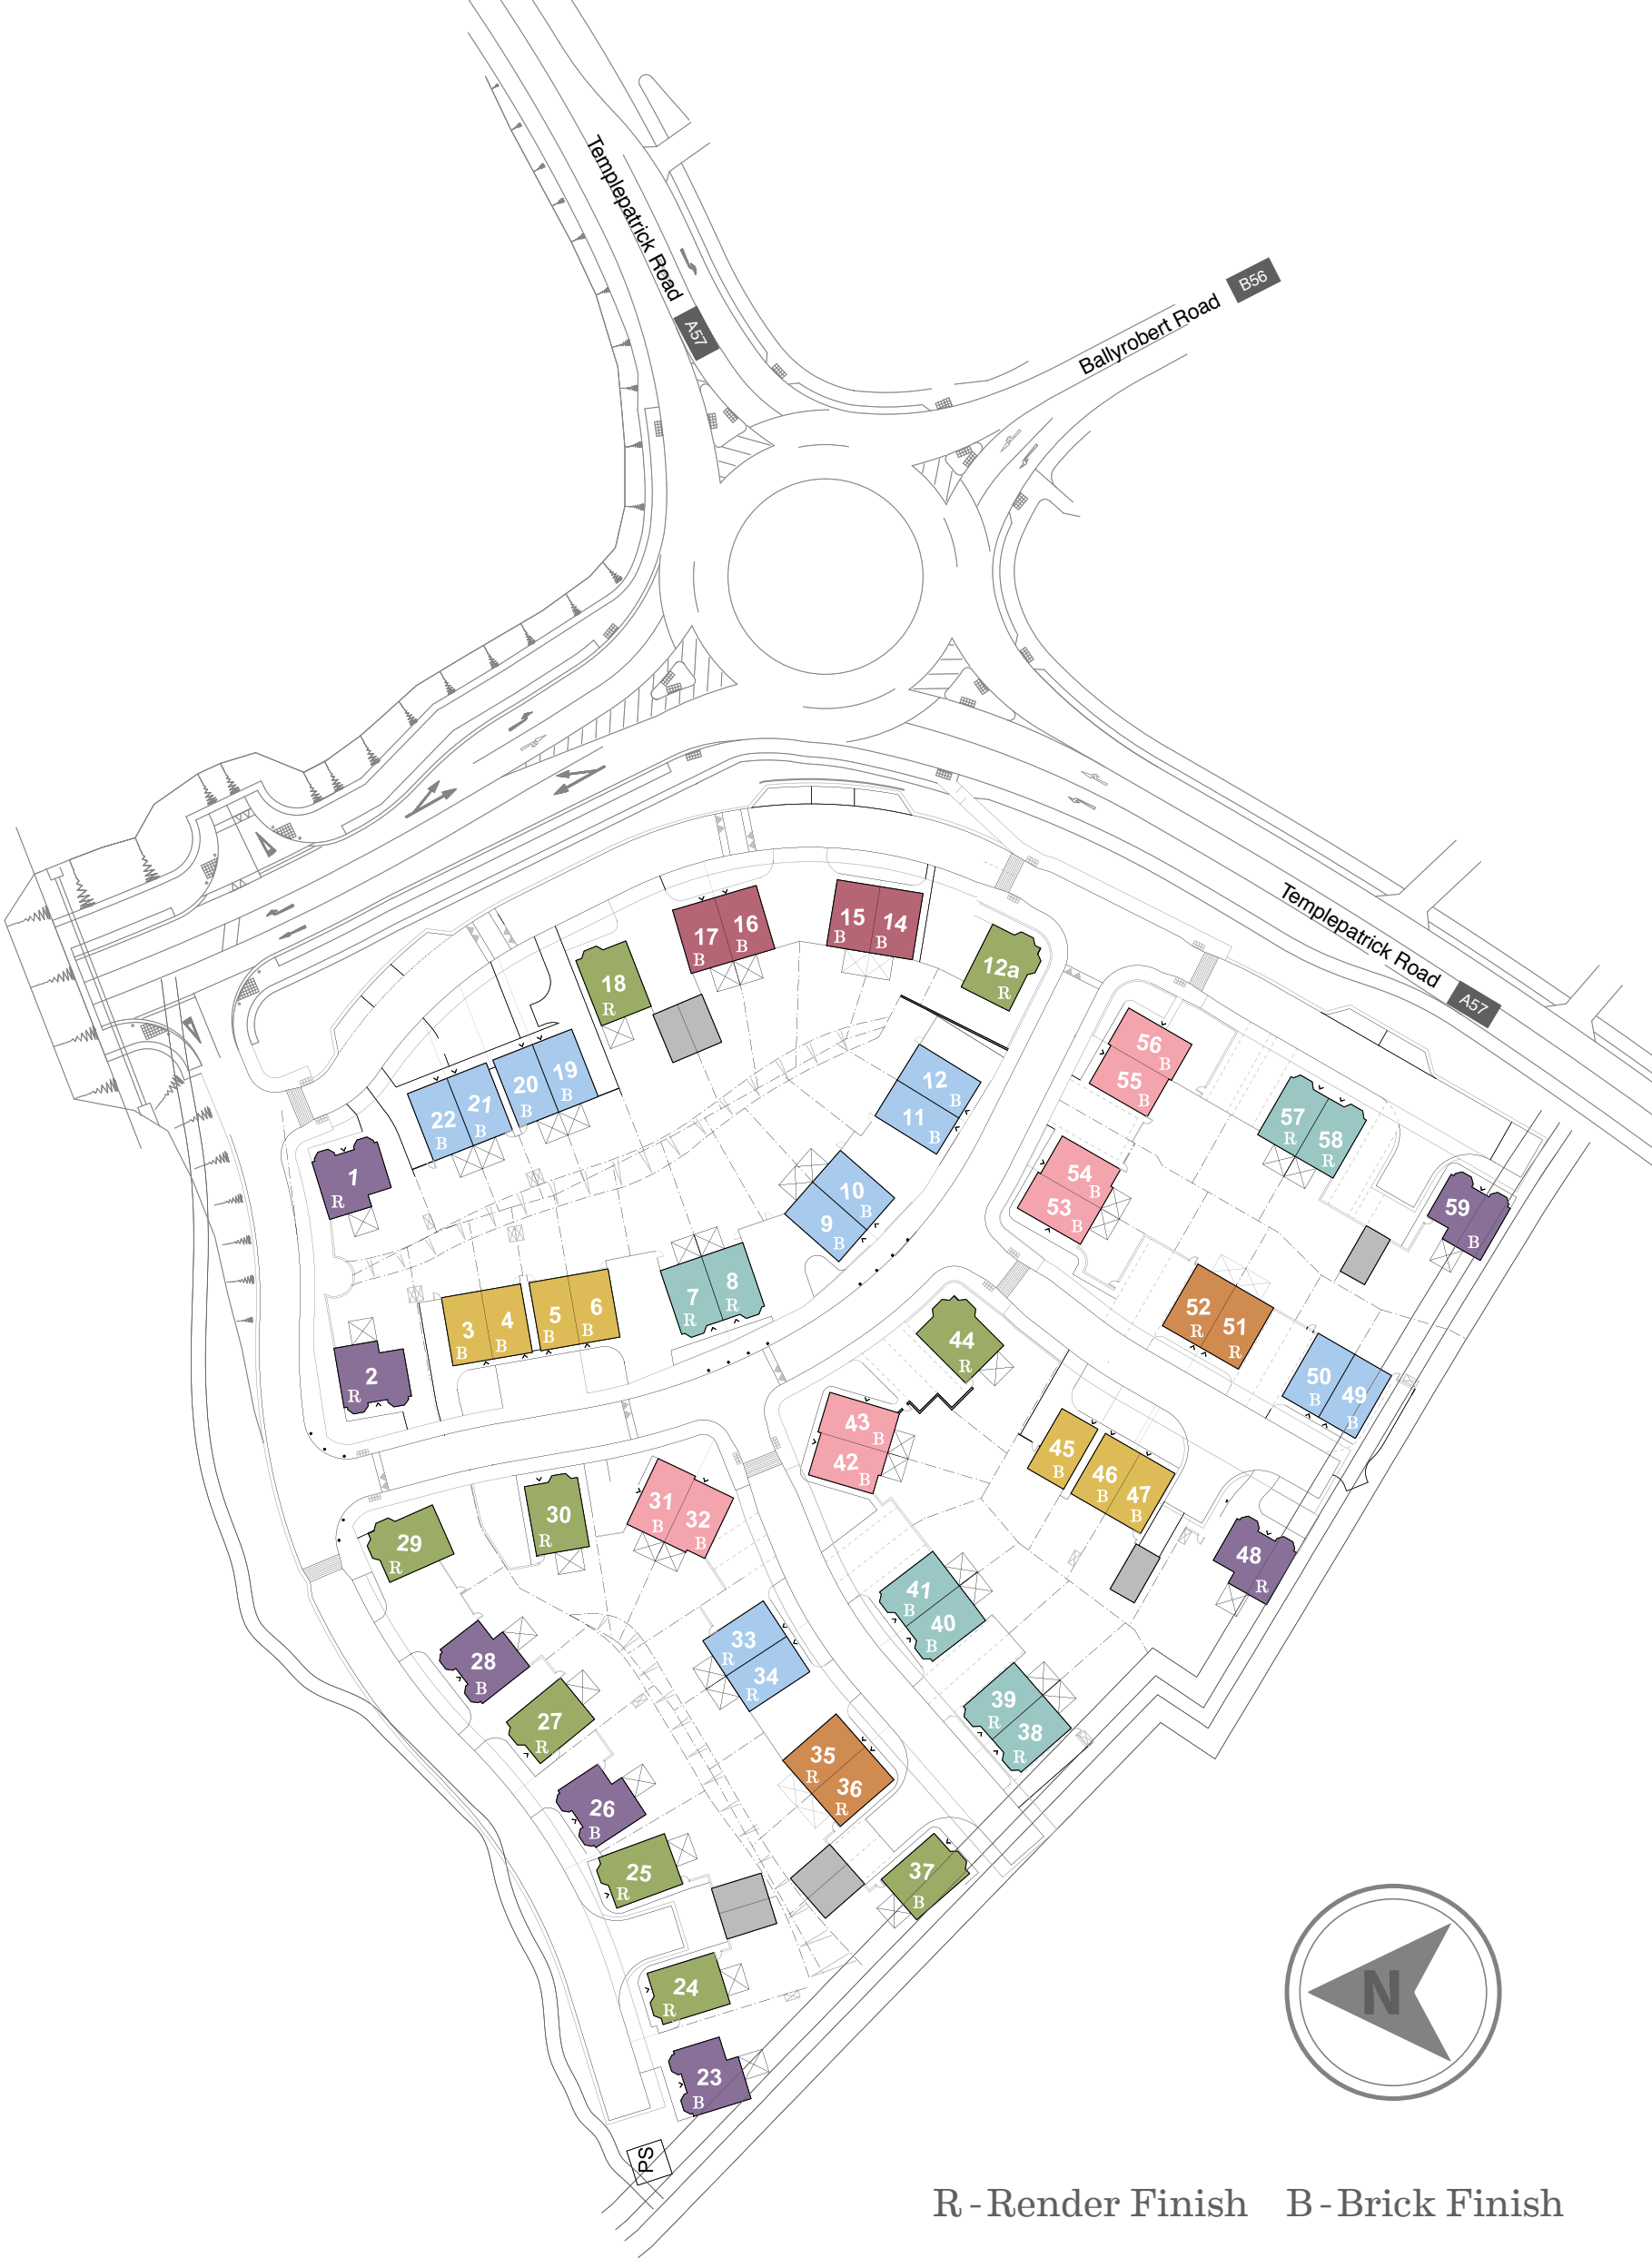 Templepatrick Road
A57
Ballyrobert Road
B56
Templepatrick Road
A57
17
B
16
B
15
B
14
B
12a
R
18
R
22
B
21
B
20
B
19
B
12
B
11
B
10
B
9
B
1
R
2
R
3
B
4
B
5
B
6
B
7
R
8
R
56
B
55
B
54
B
53
B
57
R
58
R
59
B
52
R
51
R
50
B
49
B
44
R
43
B
42
B
45
B
46
B
47
B
48
R
29
R
30
R
31
B
32
B
41
B
40
B
28
B
27
R
33
R
34
R
39
R
38
R
26
B
25
R
35
R
36
R
37
B
24
R
23
B
PS
N
R - Render Finish B - Brick Finish